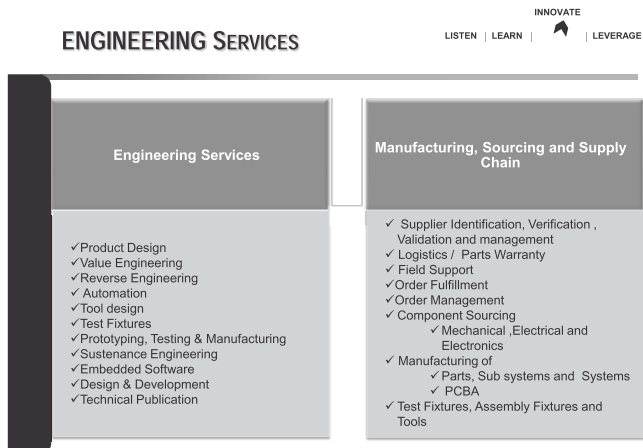 INNOVATE
ENGINEERING SERVICES
LISTEN | LEARN | | LEVERAGE
Engineering Services
✓Product Design
✓Value Engineering
✓Reverse Engineering
✓ Automation
✓Tool design
✓Test Fixtures
✓Prototyping, Testing & Manufacturing
✓Sustenance Engineering
✓Embedded Software
✓Design & Development
✓Technical Publication
Manufacturing, Sourcing and Supply
Chain
✓ Supplier Identification, Verification ,
Validation and management
✓ Logistics / Parts Warranty
✓ Field Support
✓Order Fulfillment
✓Order Management
✓ Component Sourcing
✓Mechanical ,Electrical and
Electronics
✓ Manufacturing of
✓Parts, Sub systems and Systems
✓ PCBA
✓ Test Fixtures, Assembly Fixtures and
Tools